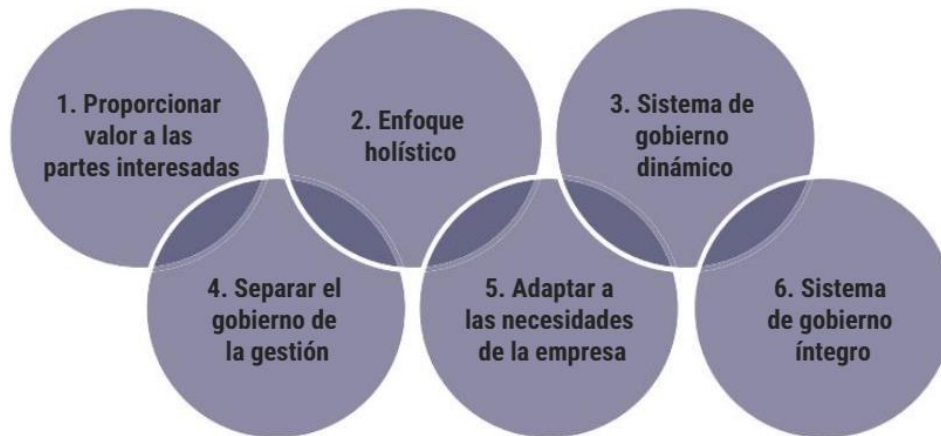 1. Proporcionar
valor a las
partes interesadas
2. Enfoque
holístico
3. Sistema de
gobierno
dinámico
4. Separar el
gobierno de
la gestión
5. Adaptar a
las necesidades
de la empresa
6. Sistema
de gobierno
íntegro